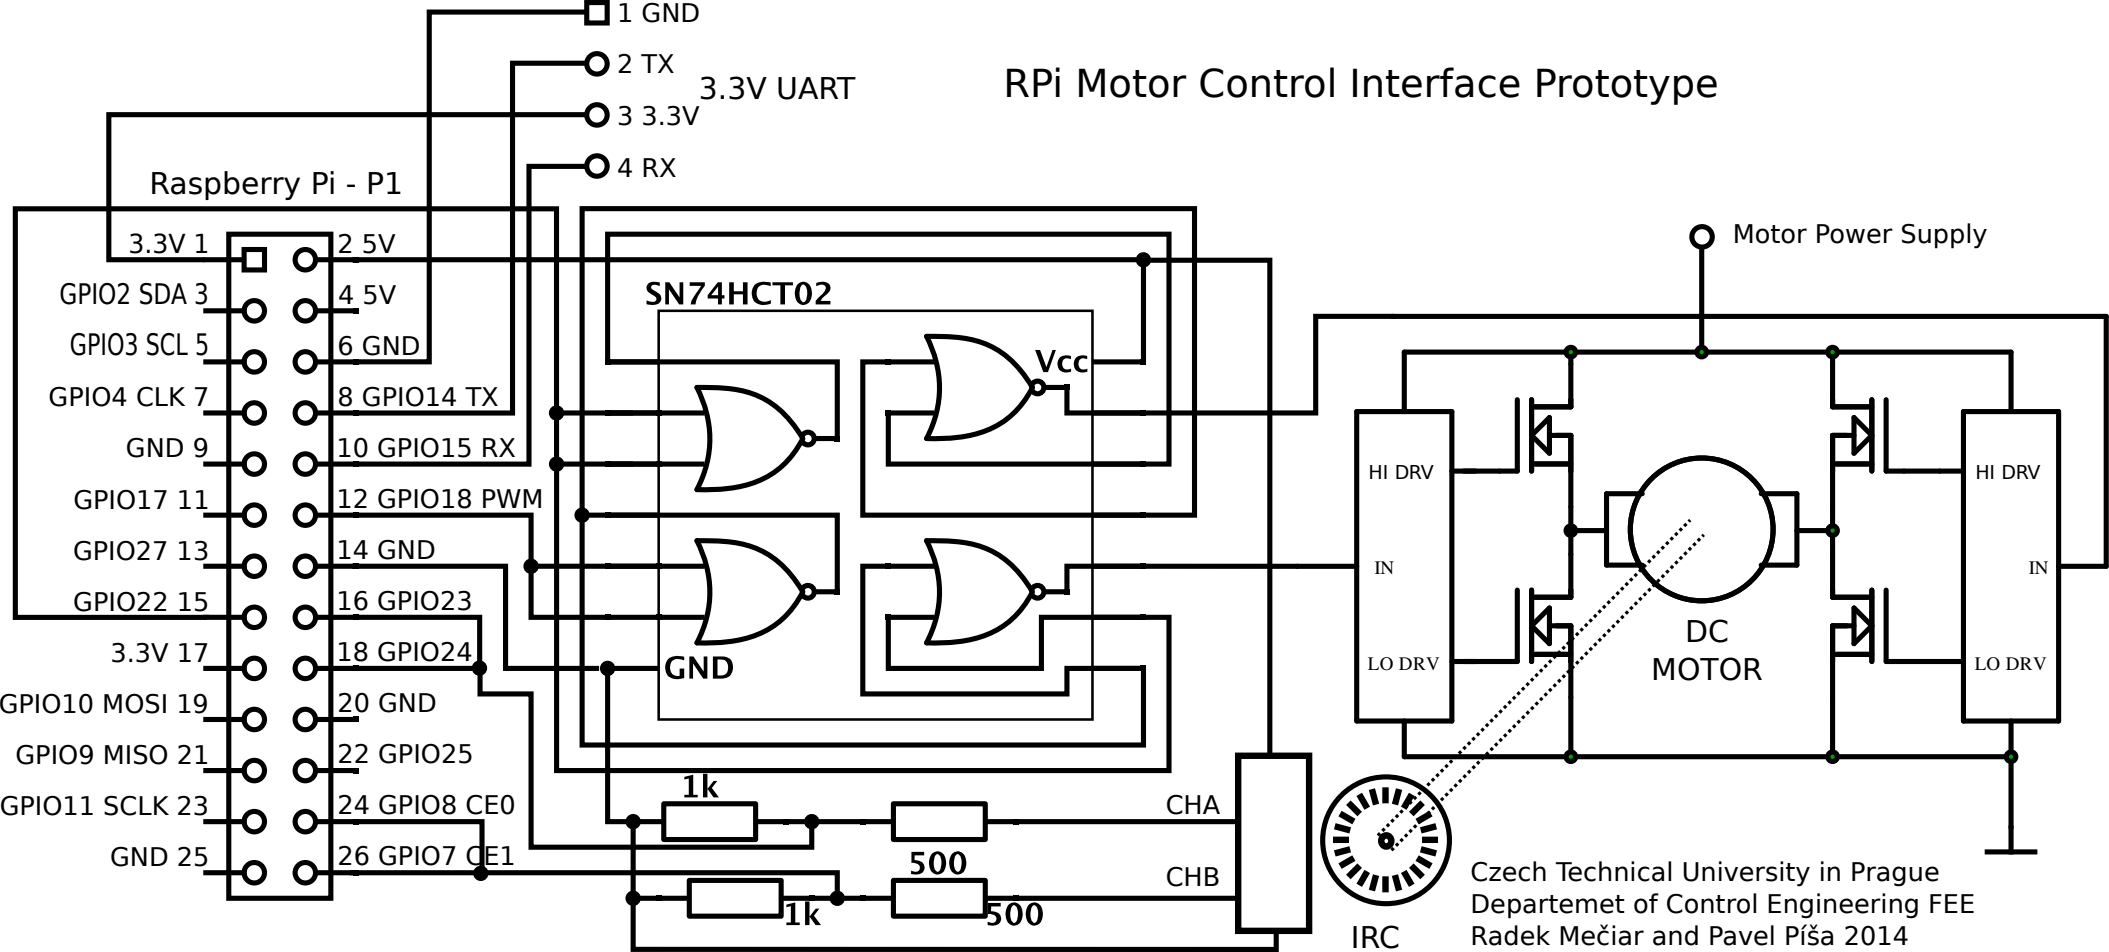 1 GND
2 TX
3.3V UART
3 3.3V
4 RX
RPi Motor Control Interface Prototype
Raspberry Pi - P1
3.3V 1
2 5V
GPIO2 SDA 3
4 5V
GPIO3 SCL 5
6 GND
GPIO4 CLK 7
8 GPIO14 TX
GND 9
10 GPIO15 RX
GPIO17 11
12 GPIO18 PWM
GPIO27 13
14 GND
GPIO22 15
16 GPIO23
3.3V 17
18 GPIO24
GPIO10 MOSI 19
20 GND
GPIO9 MISO 21
22 GPIO25
GPIO11 SCLK 23
24 GPIO8 CE0
GND 25
26 GPIO7 CE1
SN74HCT02
Vcc
GND
1k
500
1k
500
CHA
CHB
Motor Power Supply
HI DRV
IN
LO DRV
DC
MOTOR
HI DRV
IN
LO DRV
IRC
Czech Technical University in Prague
Departemet of Control Engineering FEE
Radek Mečiar and Pavel Píša 2014